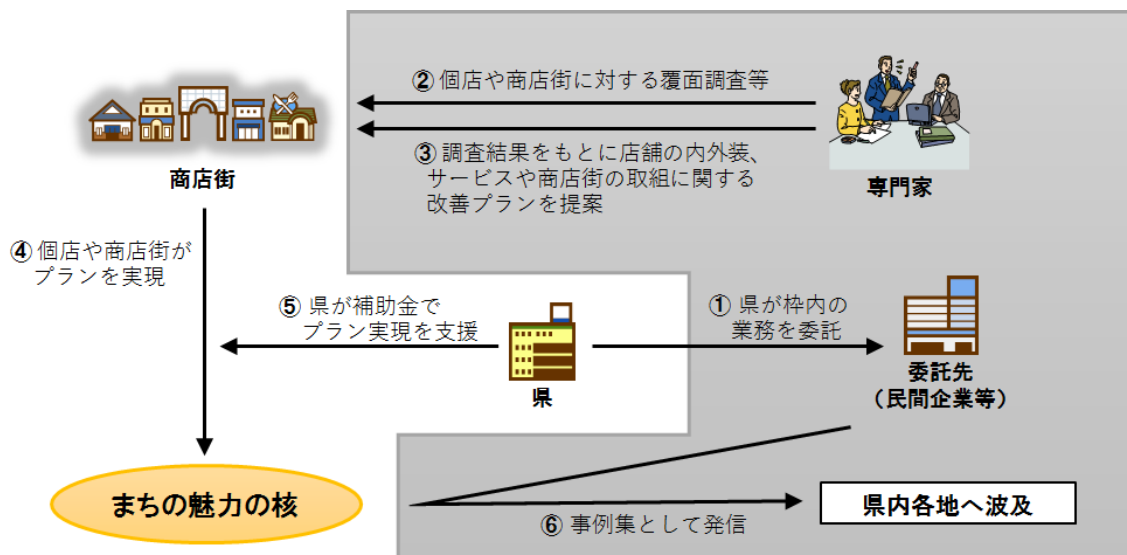 ② 個店や商店街に対する覆面調査等
③ 調査結果をもとに店舗の内外装、
サービスや商店街の取組に関する
改善プランを提案
商店街
専門家
④ 個店や商店街が
プランを実現
⑤ 県が補助金で
プラン実現を支援
① 県が枠内の
業務を委託
県
委託先
(民間企業等)
まちの魅力の核
⑥ 事例集として発信
県内各地へ波及